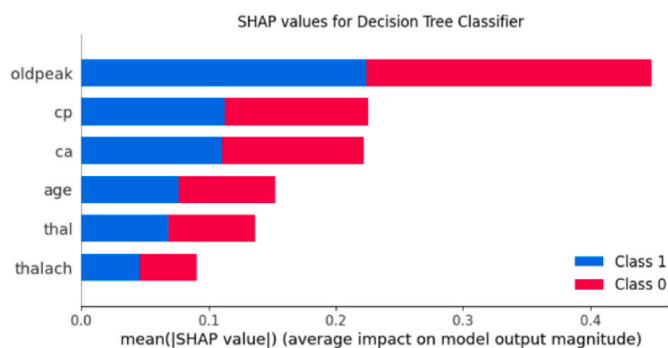 SHAP values for Decision Tree Classifier
oldpeak
cp
ca
age
thal
thalach
Class 1
Class 0
0.0 0.1 0.2 0.3 0.4
mean(|SHAP value|) (average impact on model output magnitude)